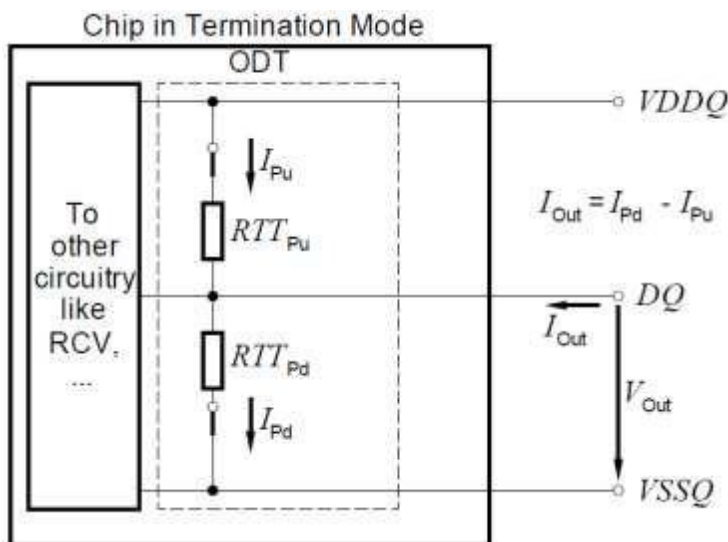 Chip in Termination Mode
ODT
VDDQ
I_Pu
To
other
circuitry
like
RCV,
...
RTT_Pu
I_Out = I_Pd - I_Pu
DQ
I_Out
RTT_Pd
V_Out
I_Pd
VSSQ